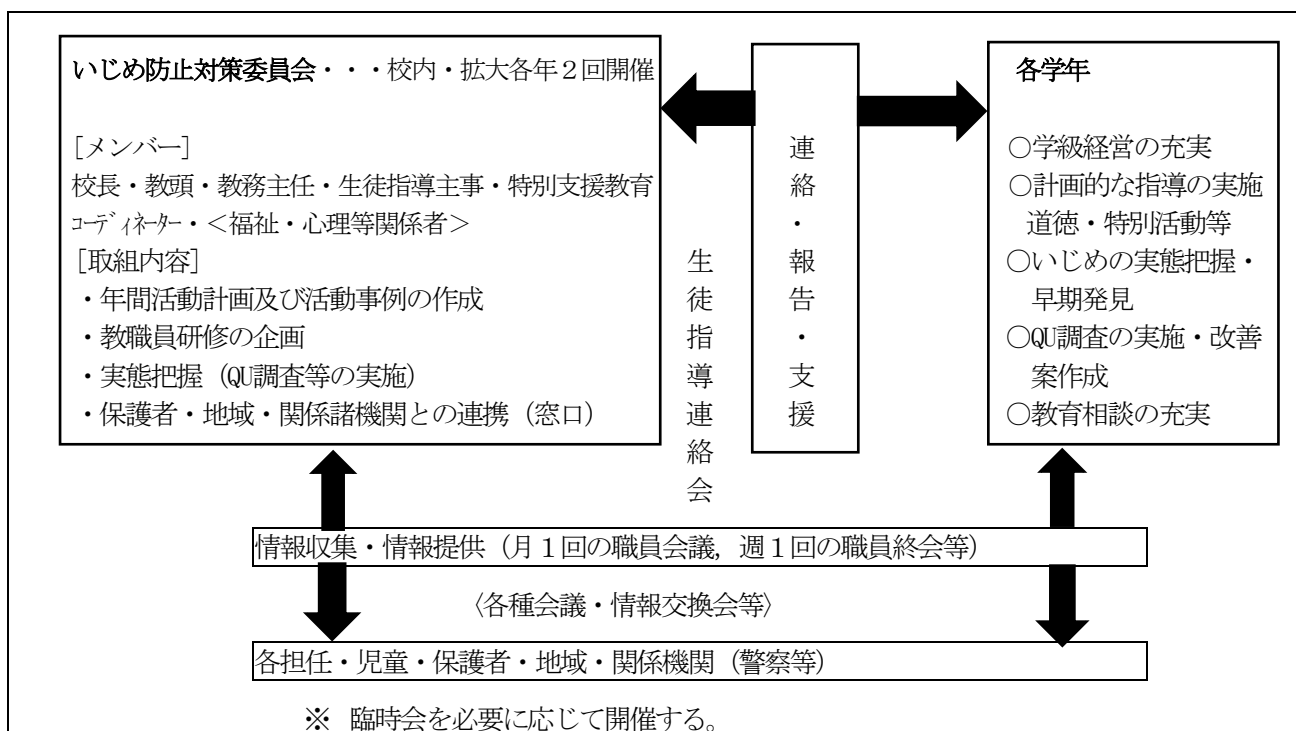 いじめ防止対策委員会・・・校内・拡大各年２回開催
［メンバー］
校長・教頭・教務主任・生徒指導主事・特別支援教育
ｺｰﾃﾞｨﾈｰﾀｰ・＜福祉・心理等関係者＞
［取組内容］
・年間活動計画及び活動事例の作成
・教職員研修の企画
・実態把握（QU調査等の実施）
・保護者・地域・関係諸機関との連携（窓口）
生徒指導連絡会
連絡・報告・支援
各学年
○学級経営の充実
○計画的な指導の実施
道徳・特別活動等
○いじめの実態把握・
早期発見
○QU調査の実施・改善
案作成
○教育相談の充実
情報収集・情報提供（月１回の職員会議，週１回の職員終会等）
〈各種会議・情報交換会等〉
各担任・児童・保護者・地域・関係機関（警察等）
※　臨時会を必要に応じて開催する。